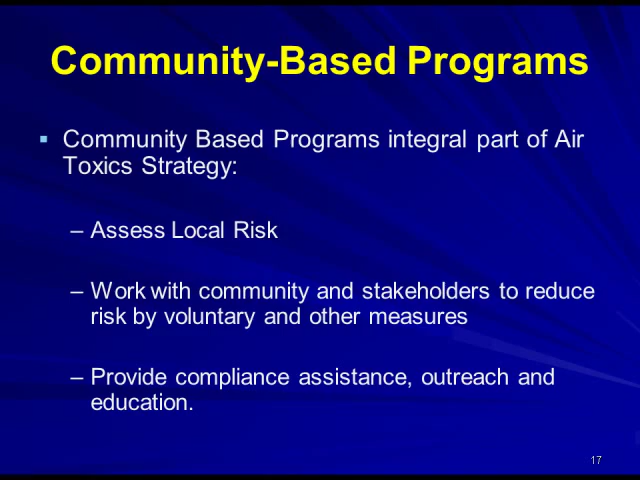 Community-Based Programs
▪ Community Based Programs integral part of Air
Toxics Strategy:
– Assess Local Risk
– Work with community and stakeholders to reduce
risk by voluntary and other measures
– Provide compliance assistance, outreach and
education.
17